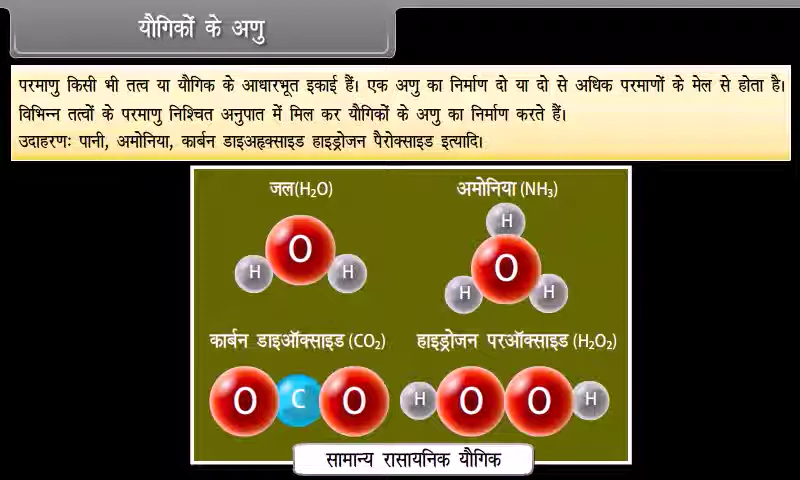 यौगिकों के अणु
परमाणु किसी भी तत्व या यौगिक के आधारभूत इकाई हैं। एक अणु का निर्माण दो या दो से अधिक परमाणों के मेल से होता है।
विभिन्न तत्वों के परमाणु निश्चित अनुपात में मिल कर यौगिकों के अणु का निर्माण करते हैं।
उदाहरणः पानी, अमोनिया, कार्बन डाइअहृक्साइड हाइड्रोजन पैरोक्साइड इत्यादि।
जल(H₂O) अमोनिया (NH₃)
H
O O
H H H H
कार्बन डाइऑक्साइड (CO₂) हाइड्रोजन परऑक्साइड (H₂O₂)
O C O H O O H
सामान्य रासायनिक यौगिक